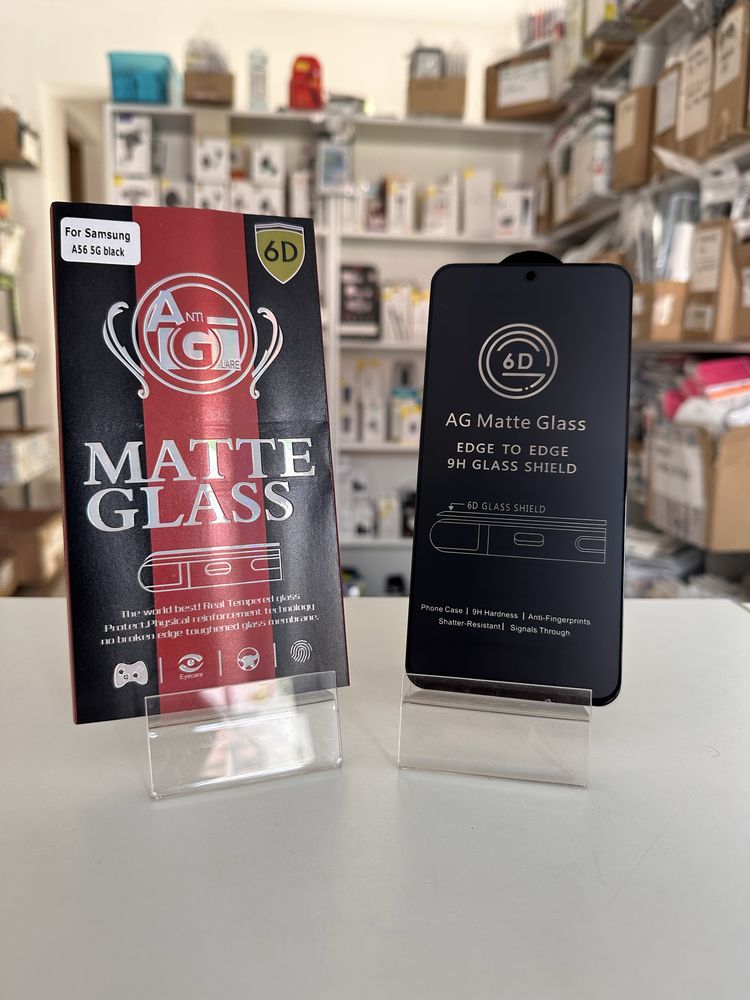 For Samsung
A56 5G black
6D
ANTI
GLARE
MATTE
GLASS
The world best! Real Tempered glass
Protect.Physical reinforcement technology
no broken edge toughened glass membrane.
Eyecare
6D
AG Matte Glass
EDGE TO EDGE
9H GLASS SHIELD
6D GLASS SHIELD
Phone Case | 9H Hardness | Anti-Fingerprints
Shatter-Resistant | Signals Through